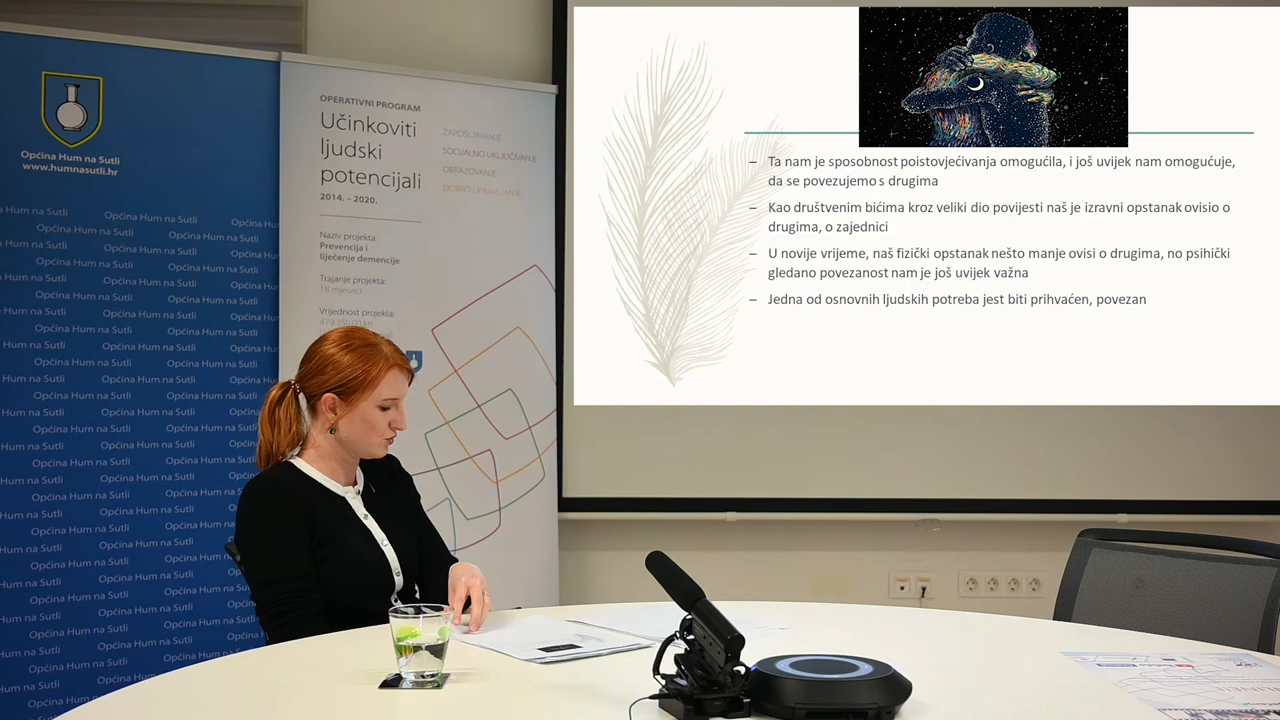 Općina Hum na Sutli
www.humnasutli.hr
OPERATIVNI PROGRAM
Učinkoviti
ljudski
potencijali
2014. – 2020.
ZAPOŠLJAVANJE
SOCIJALNO UKLJUČIVANJE
OBRAZOVANJE
DOBRO UPRAVLJANJE
Naziv projekta:
Prevencija i
liječenje demencije
Trajanje projekta:
18 mjeseci
Vrijednost projekta:
– Ta nam je sposobnost poistovjećivanja omogućila, i još uvijek nam omogućuje,
da se povezujemo s drugima
– Kao društvenim bićima kroz veliki dio povijesti naš je izravni opstanak ovisio o
drugima, o zajednici
– U novije vrijeme, naš fizički opstanak nešto manje ovisi o drugima, no psihički
gledano povezanost nam je još uvijek važna
– Jedna od osnovnih ljudskih potreba jest biti prihvaćen, povezan